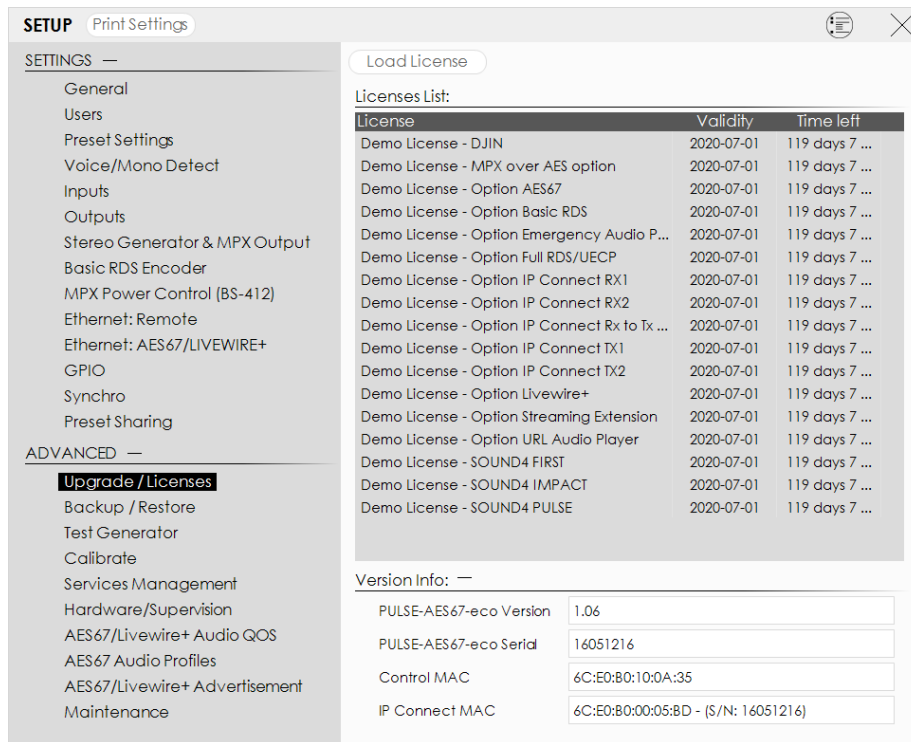 SETUP Print Settings
SETTINGS —
General
Users
Preset Settings
Voice/Mono Detect
Inputs
Outputs
Stereo Generator & MPX Output
Basic RDS Encoder
MPX Power Control (BS-412)
Ethernet: Remote
Ethernet: AES67/LIVEWIRE+
GPIO
Synchro
Preset Sharing
ADVANCED —
Upgrade / Licenses
Backup / Restore
Test Generator
Calibrate
Services Management
Hardware/Supervision
AES67/Livewire+ Audio QOS
AES67 Audio Profiles
AES67/Livewire+ Advertisement
Maintenance
Load License
Licenses List:
License Validity Time left
Demo License - DJIN 2020-07-01 119 days 7 ...
Demo License - MPX over AES option 2020-07-01 119 days 7 ...
Demo License - Option AES67 2020-07-01 119 days 7 ...
Demo License - Option Basic RDS 2020-07-01 119 days 7 ...
Demo License - Option Emergency Audio P... 2020-07-01 119 days 7 ...
Demo License - Option Full RDS/UECP 2020-07-01 119 days 7 ...
Demo License - Option IP Connect RX1 2020-07-01 119 days 7 ...
Demo License - Option IP Connect RX2 2020-07-01 119 days 7 ...
Demo License - Option IP Connect Rx to Tx ... 2020-07-01 119 days 7 ...
Demo License - Option IP Connect TX1 2020-07-01 119 days 7 ...
Demo License - Option IP Connect TX2 2020-07-01 119 days 7 ...
Demo License - Option Livewire+ 2020-07-01 119 days 7 ...
Demo License - Option Streaming Extension 2020-07-01 119 days 7 ...
Demo License - Option URL Audio Player 2020-07-01 119 days 7 ...
Demo License - SOUND4 FIRST 2020-07-01 119 days 7 ...
Demo License - SOUND4 IMPACT 2020-07-01 119 days 7 ...
Demo License - SOUND4 PULSE 2020-07-01 119 days 7 ...
Version Info: —
PULSE-AES67-eco Version 1.06
PULSE-AES67-eco Serial 16051216
Control MAC 6C:E0:B0:10:0A:35
IP Connect MAC 6C:E0:B0:00:05:BD - (S/N: 16051216)